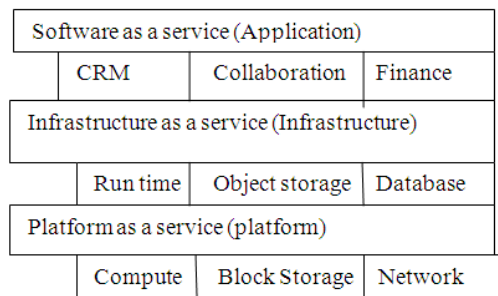 Software as a service (Application)
CRM Collaboration Finance
Infrastructure as a service (Infrastructure)
Run time Object storage Database
Platform as a service (platform)
Compute Block Storage Network